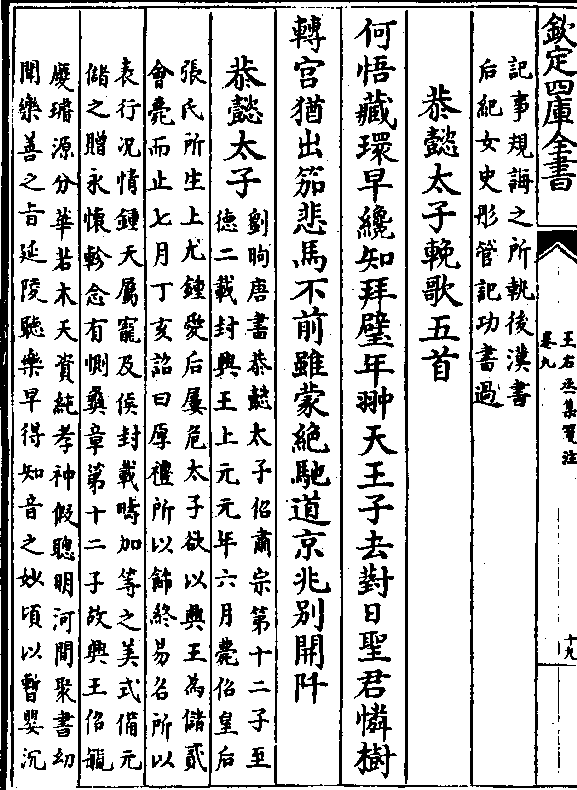 欽定四庫全書
王右丞集箋注
卷九
十九
記事規誨之所執後漢書
后紀女史彤管記功書過
恭懿太子輓歌五首
何悟藏環早纔知拜璧年翀天王子去對日聖君憐樹
轉宫猶出笳悲馬不前雖蒙絶馳道京兆别開阡
恭懿太子
劉昫唐書恭懿太子佋肅宗第十二子至
德二載封興王上元元年六月薨佋皇后
張氏所生上尤鍾愛后屢危太子欲以興王為儲貳
會薨而止七月丁亥詔曰厚禮所以飾終易名所以
表行况情鍾天屬寵及侯封載疇加等之美式備元
儲之贈永懷軫念有惻彝章第十二子故興王佋毓
慶璿源分華若木天資純孝神假聰明河間聚書幼
聞樂善之旨延陵聽樂早得知音之妙頃以暫嬰沉